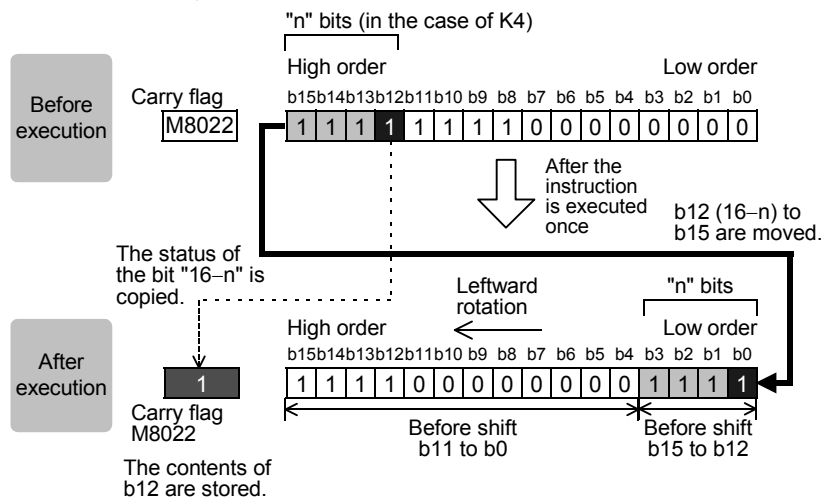 "n" bits (in the case of K4)
High order
Low order
Before
execution
Carry flag
M8022
b15 b14 b13 b12 b11 b10 b9 b8 b7 b6 b5 b4 b3 b2 b1 b0
1 1 1 1 1 1 1 1 0 0 0 0 0 0 0 0
After the
instruction
is executed
once
b12 (16−n) to
b15 are moved.
The status of
the bit "16−n" is
copied.
Leftward
rotation
"n" bits
High order
Low order
After
execution
b15 b14 b13 b12 b11 b10 b9 b8 b7 b6 b5 b4 b3 b2 b1 b0
1
1 1 1 1 0 0 0 0 0 0 0 0 1 1 1 1
Carry flag
M8022
Before shift
b11 to b0
Before shift
b15 to b12
The contents of
b12 are stored.